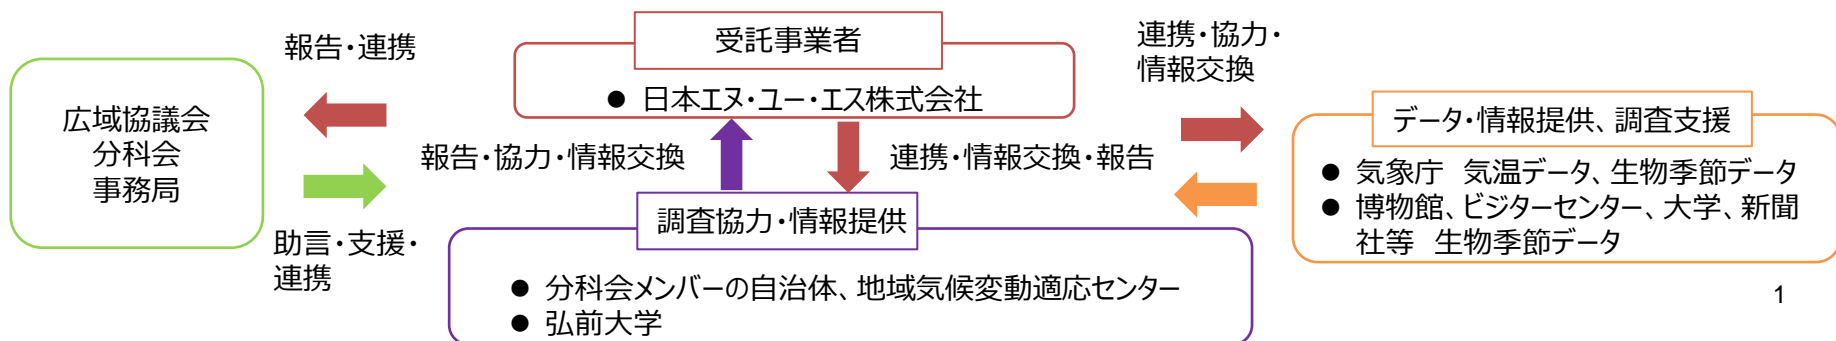 報告・連携
広域協議会
分科会
事務局
助言・支援・
連携
受託事業者
● 日本エヌ・ユー・エス株式会社
報告・協力・情報交換
連携・情報交換・報告
調査協力・情報提供
● 分科会メンバーの自治体、地域気候変動適応センター
● 弘前大学
連携・協力・
情報交換
データ・情報提供、調査支援
● 気象庁　気温データ、生物季節データ
● 博物館、ビジターセンター、大学、新聞
社等　生物季節データ
1